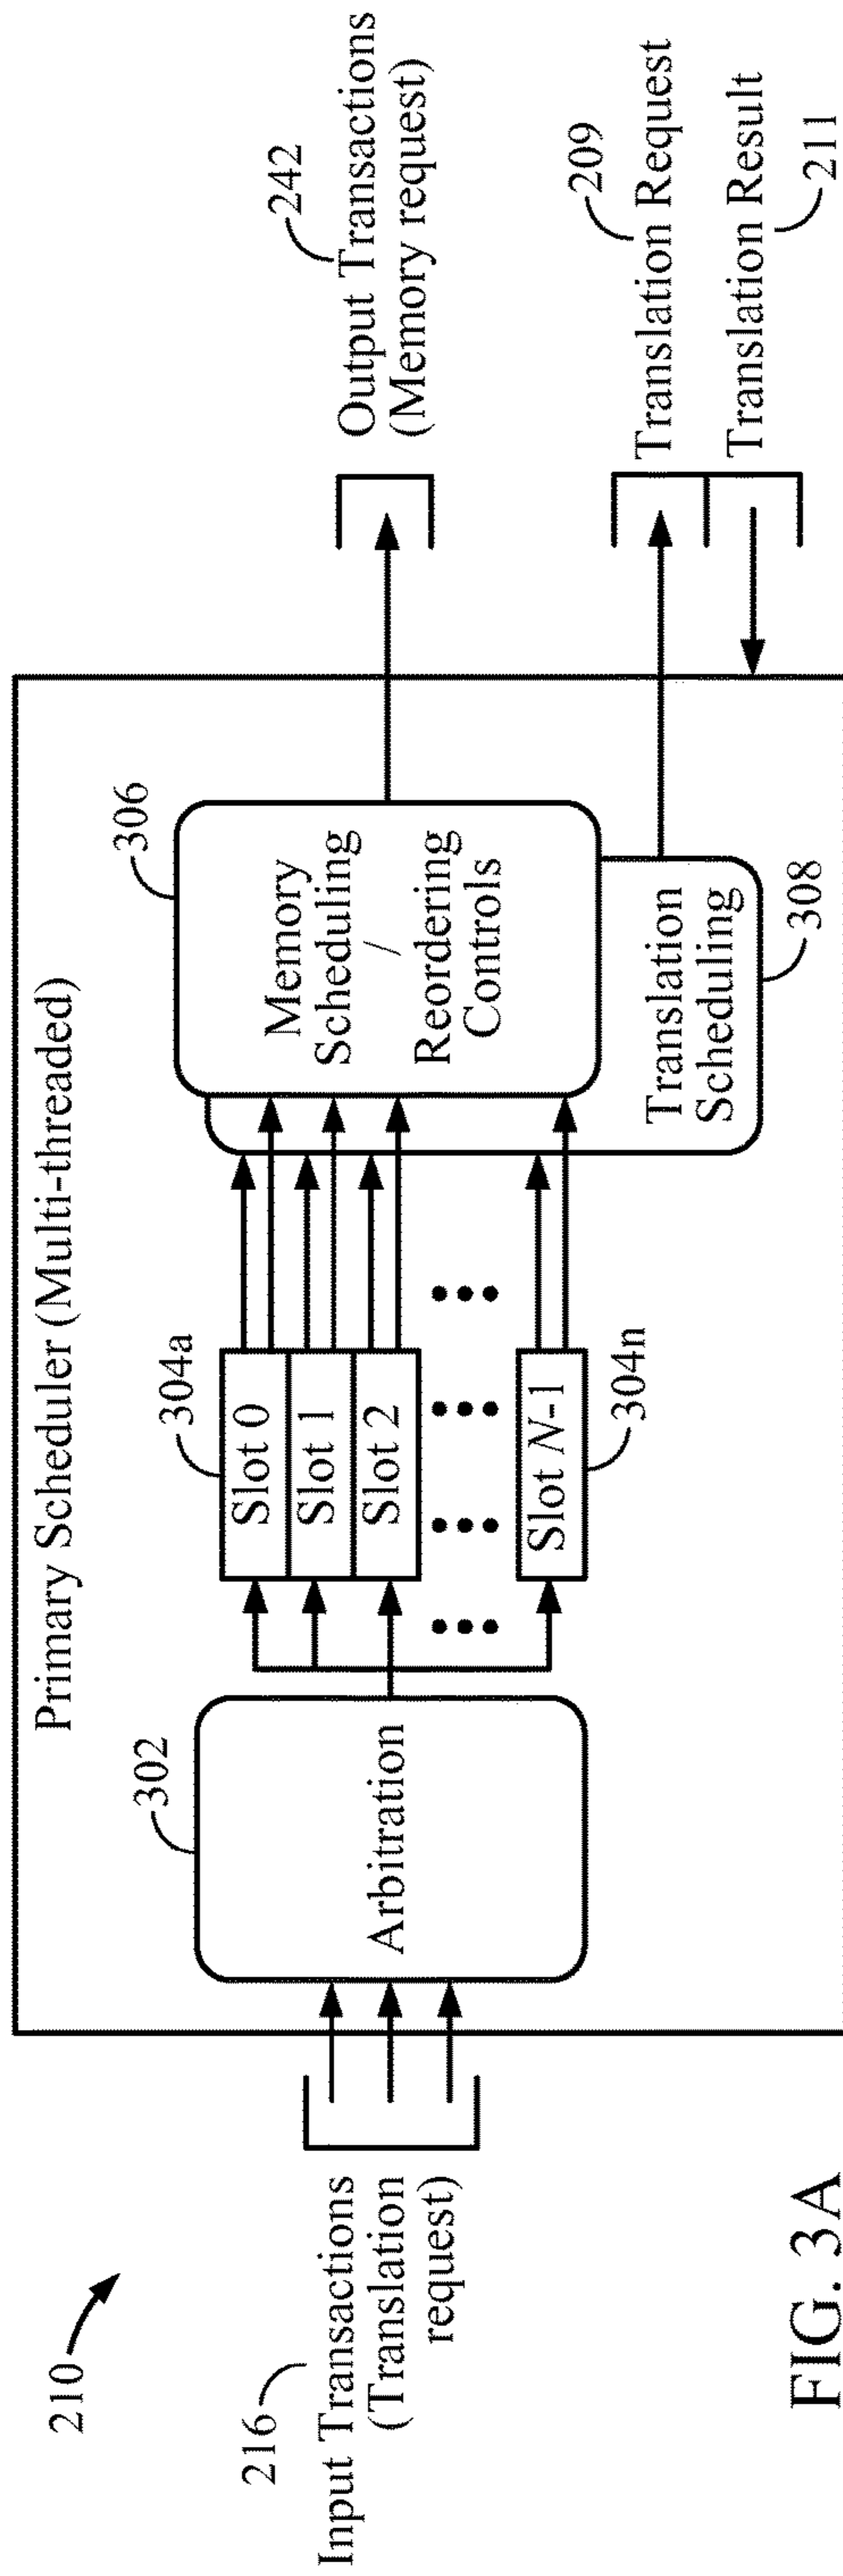 210
Primary Scheduler (Multi-threaded)
216
Input Transactions
(Translation
request)
302
Arbitration
304a
Slot 0
Slot 1
Slot 2
Slot N-1
304n
306
Memory
Scheduling
/
Reordering
Controls
Translation
Scheduling
308
242
Output Transactions
(Memory request)
209
Translation Request
Translation Result
211
FIG. 3A